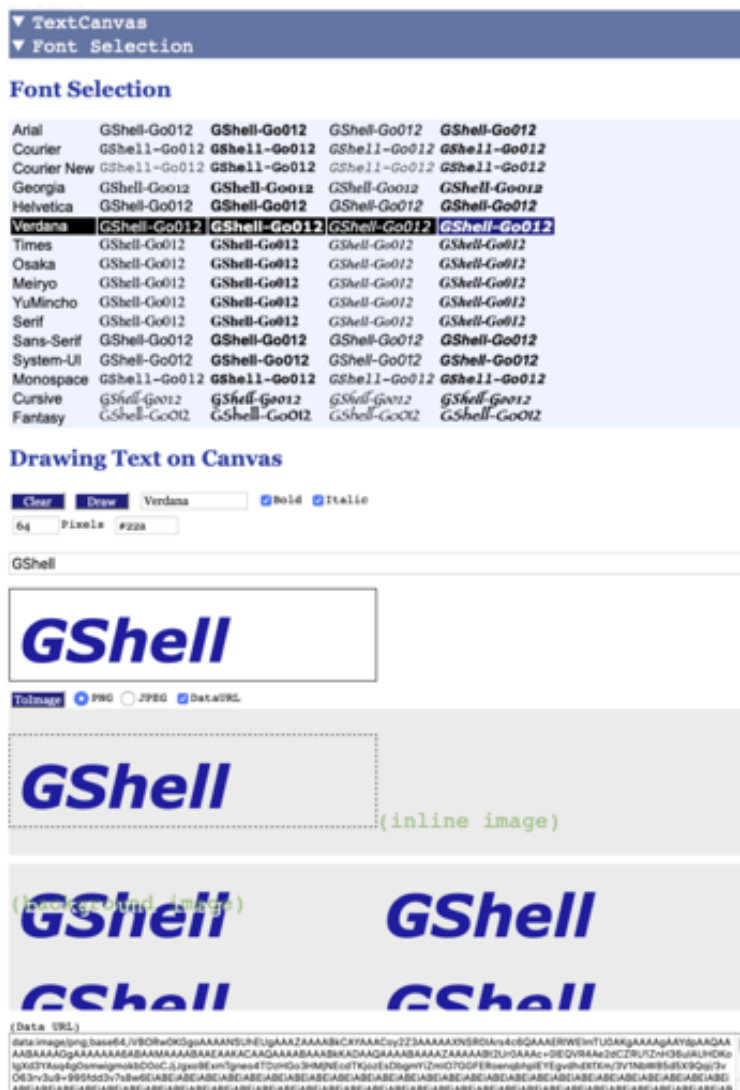 ▼ TextCanvas
▼ Font Selection
Font Selection
Arial GShell-Go012 GShell-Go012 GShell-Go012 GShell-Go012
Courier GShell-Go012 GShell-Go012 GShell-Go012 GShell-Go012
Courier New GShell-Go012 GShell-Go012 GShell-Go012 GShell-Go012
Georgia GShell-Go012 GShell-Go012 GShell-Go012 GShell-Go012
Helvetica GShell-Go012 GShell-Go012 GShell-Go012 GShell-Go012
Verdana GShell-Go012 GShell-Go012 GShell-Go012 GShell-Go012
Times GShell-Go012 GShell-Go012 GShell-Go012 GShell-Go012
Osaka GShell-Go012 GShell-Go012 GShell-Go012 GShell-Go012
Meiryo GShell-Go012 GShell-Go012 GShell-Go012 GShell-Go012
YuMincho GShell-Go012 GShell-Go012 GShell-Go012 GShell-Go012
Serif GShell-Go012 GShell-Go012 GShell-Go012 GShell-Go012
Sans-Serif GShell-Go012 GShell-Go012 GShell-Go012 GShell-Go012
System-UI GShell-Go012 GShell-Go012 GShell-Go012 GShell-Go012
Monospace GShell-Go012 GShell-Go012 GShell-Go012 GShell-Go012
Cursive GShell-Go012 GShell-Go012 GShell-Go012 GShell-Go012
Fantasy GShell-Go012 GShell-Go012 GShell-Go012 GShell-Go012
Drawing Text on Canvas
Clear Draw Verdana Bold Italic
64 Pixels #22a
GShell
GShell
ToImage PNG JPEG DataURL
GShell
(inline image)
(background image)
GShell GShell
GShell GShell
(Data URL)